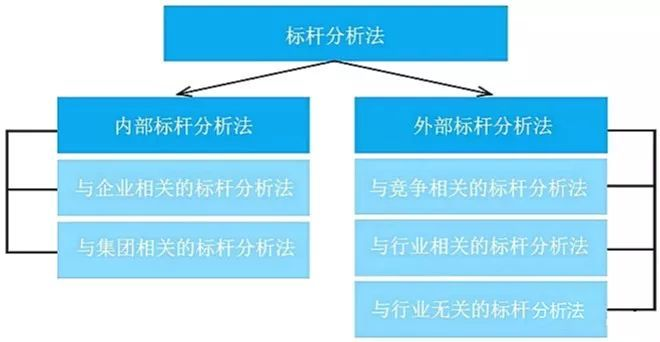 标杆分析法
内部标杆分析法
与企业相关的标杆分析法
与集团相关的标杆分析法
外部标杆分析法
与竞争相关的标杆分析法
与行业相关的标杆分析法
与行业无关的标杆分析法